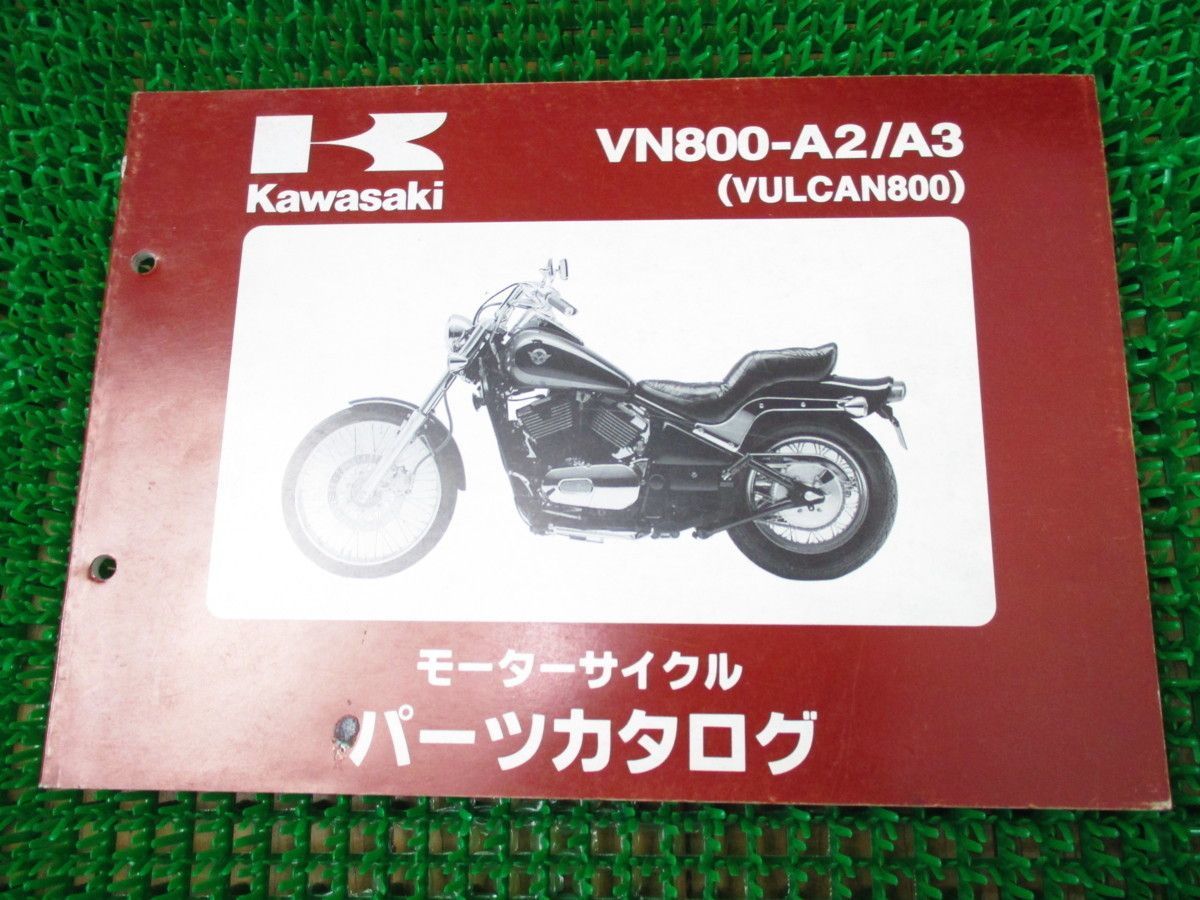 Kawasaki
VN800-A2/A3
(VULCAN800)
モーターサイクル
パーツカタログ